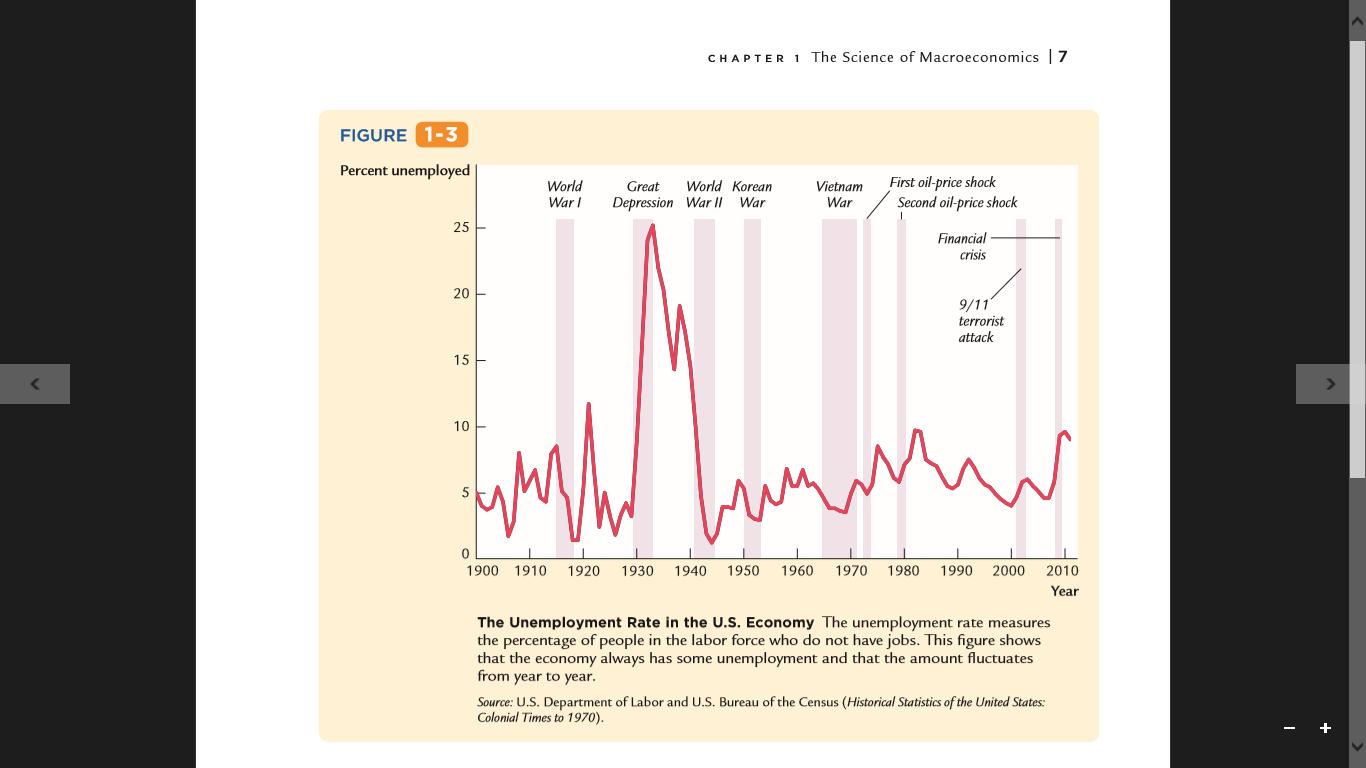 CHAPTER 1 The Science of Macroeconomics | 7
FIGURE 1-3
Percent unemployed
World
War I
Great
Depression
World
War II
Korean
War
Vietnam
War
First oil-price shock
Second oil-price shock
Financial
crisis
9/11
terrorist
attack
25
20
15
10
5
0
1900 1910 1920 1930 1940 1950 1960 1970 1980 1990 2000 2010
Year
The Unemployment Rate in the U.S. Economy The unemployment rate measures
the percentage of people in the labor force who do not have jobs. This figure shows
that the economy always has some unemployment and that the amount fluctuates
from year to year.
Source: U.S. Department of Labor and U.S. Bureau of the Census (Historical Statistics of the United States:
Colonial Times to 1970).